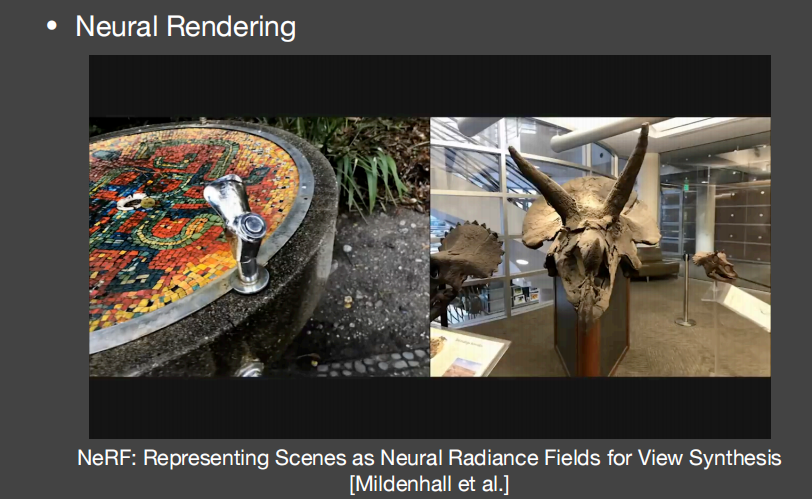 • Neural Rendering
NeRF: Representing Scenes as Neural Radiance Fields for View Synthesis
[Mildenhall et al.]